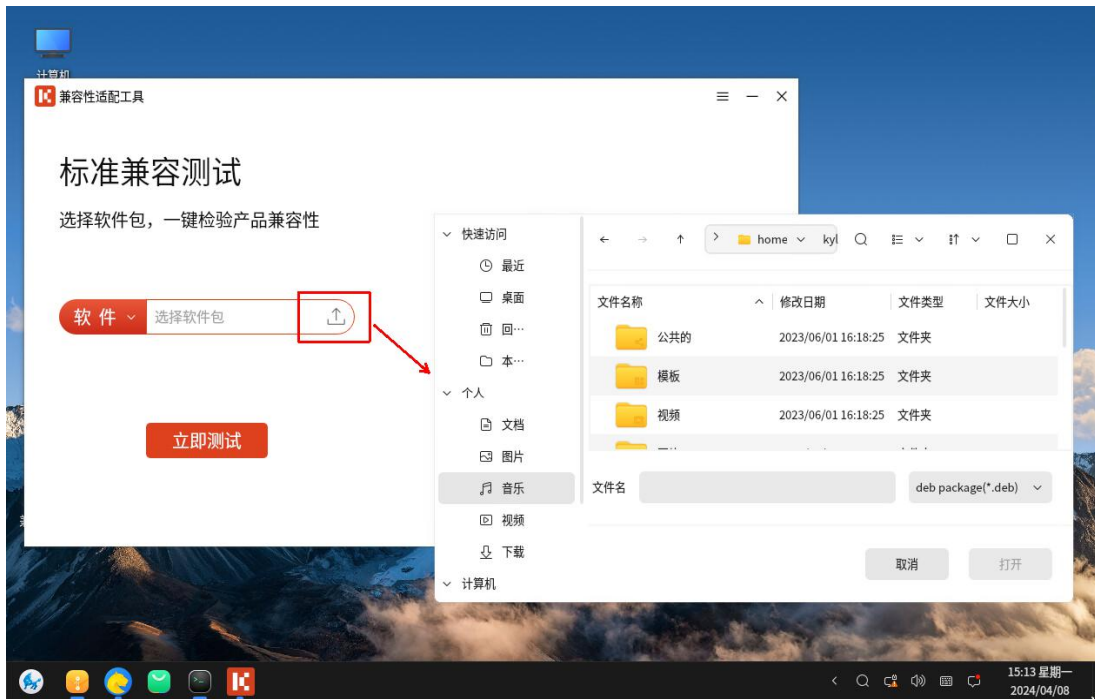 计算机
兼容性适配工具
标准兼容测试
选择软件包，一键检验产品兼容性
软件
选择软件包
立即测试
快速访问
最近
桌面
回…
本…
个人
文档
图片
音乐
视频
下载
计算机
home kyl
文件名称 修改日期 文件类型 文件大小
公共的 2023/06/01 16:18:25 文件夹
模板 2023/06/01 16:18:25 文件夹
视频 2023/06/01 16:18:25 文件夹
文件名
deb package(*.deb)
取消 打开
15:13 星期一
2024/04/08